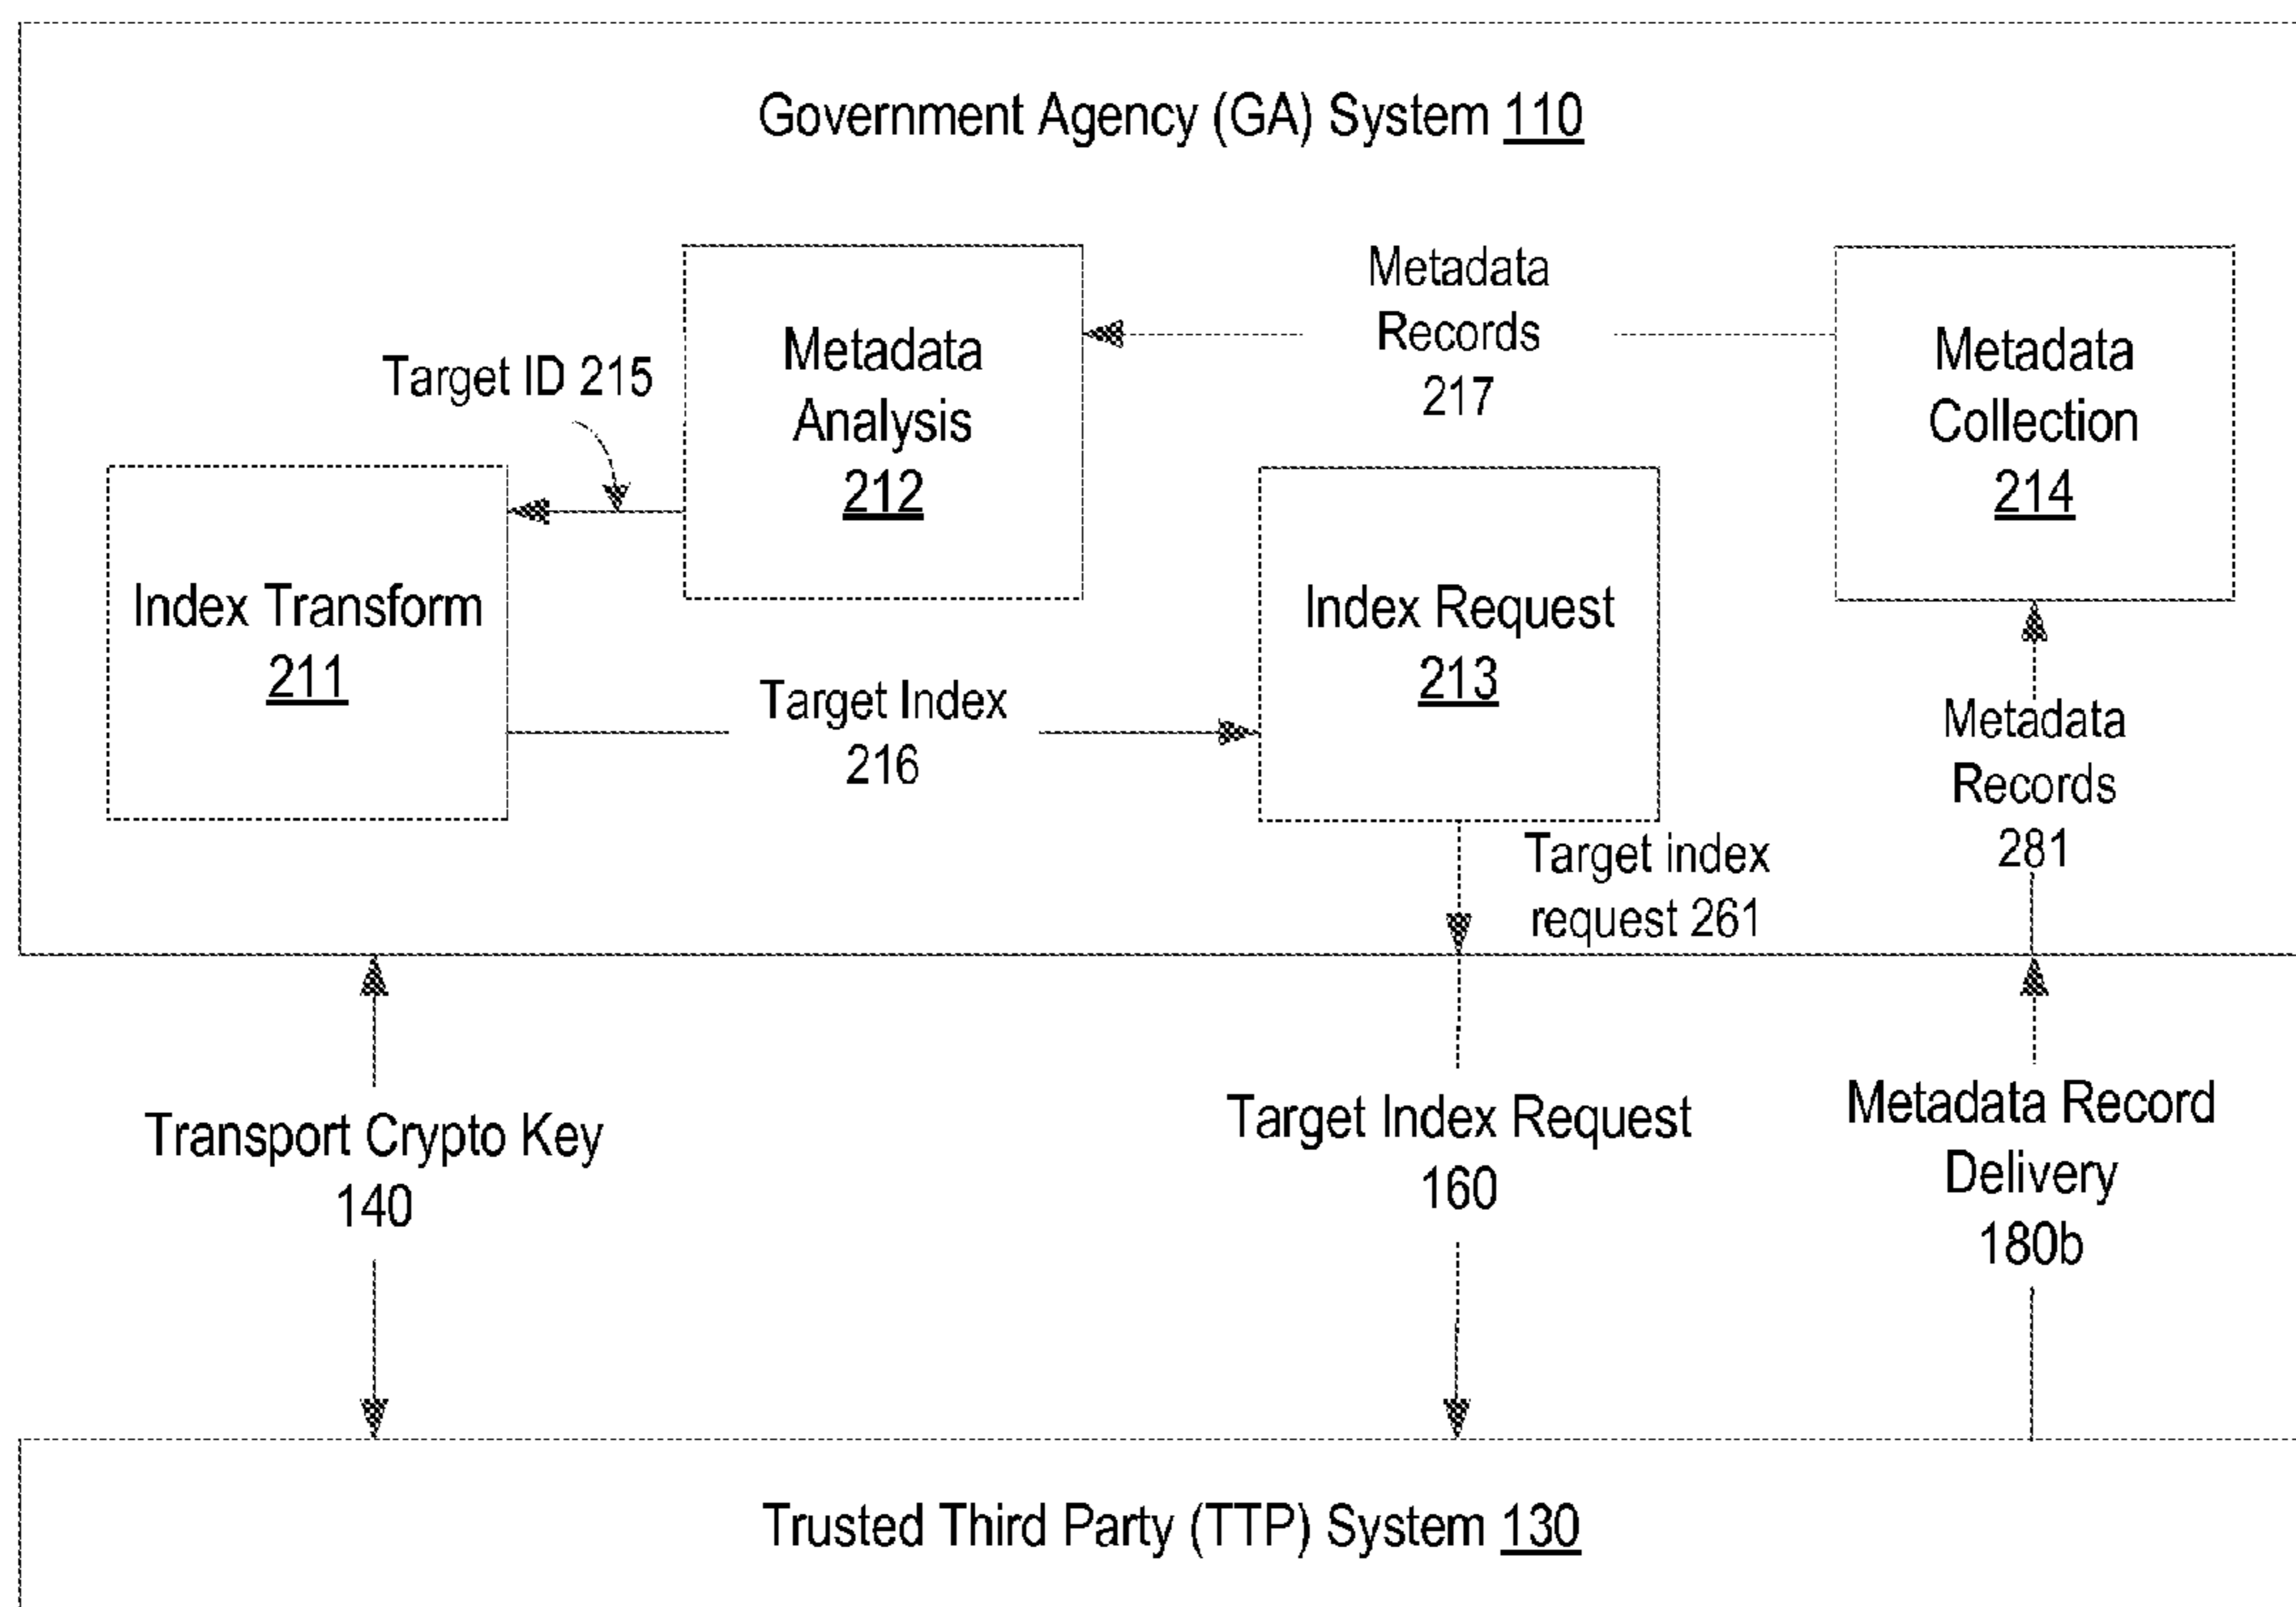 Government Agency (GA) System 110
Metadata
Records
217
Metadata
Analysis
212
Metadata
Collection
214
Target ID 215
Index Transform
211
Index Request
213
Target Index
216
Metadata
Records
281
Target index
request 261
Transport Crypto Key
140
Target Index Request
160
Metadata Record
Delivery
180b
Trusted Third Party (TTP) System 130